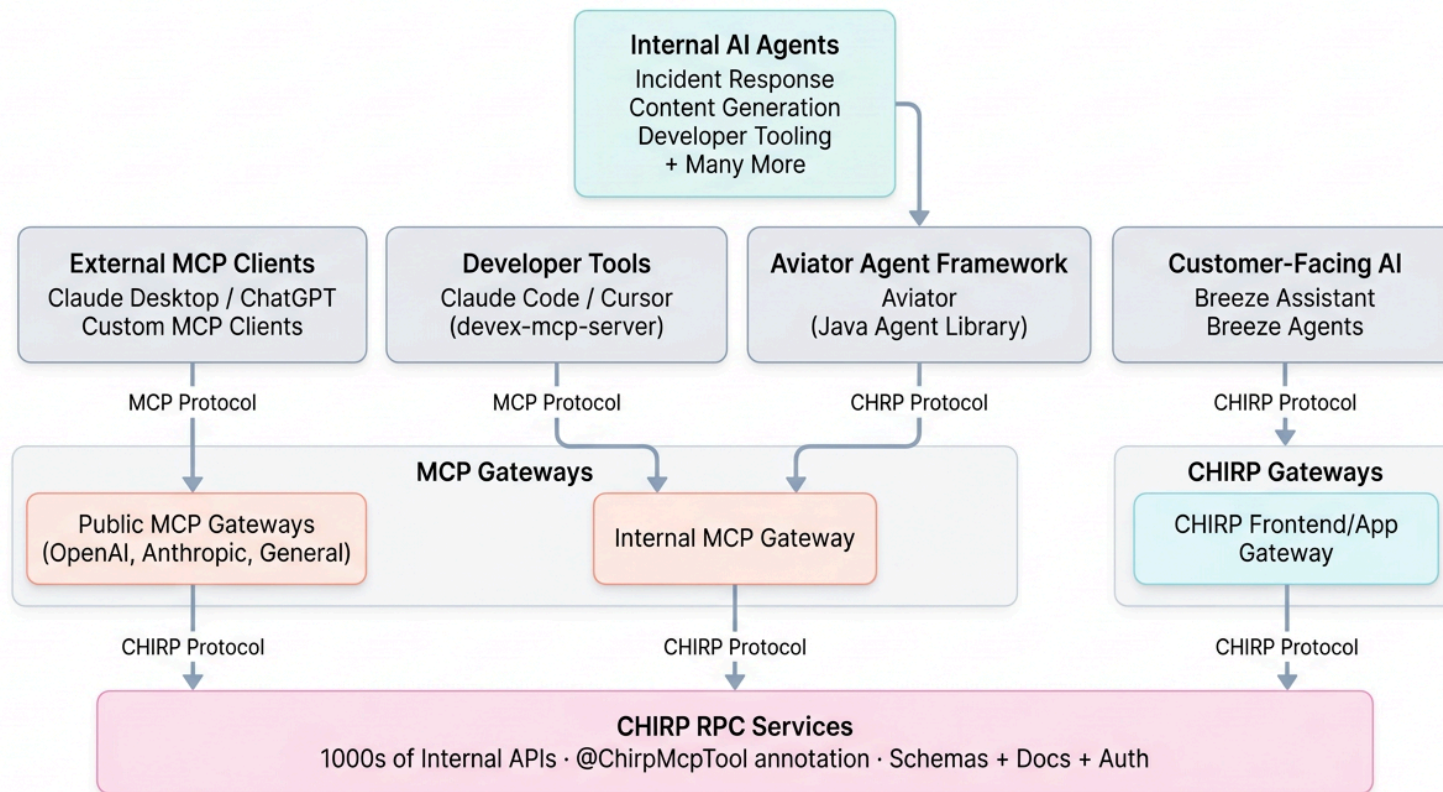 Internal AI Agents
Incident Response
Content Generation
Developer Tooling
+ Many More
External MCP Clients
Claude Desktop / ChatGPT
Custom MCP Clients
Developer Tools
Claude Code / Cursor
(devex-mcp-server)
Aviator Agent Framework
Aviator
(Java Agent Library)
Customer-Facing AI
Breeze Assistant
Breeze Agents
MCP Protocol
MCP Protocol
CHRP Protocol
CHIRP Protocol
MCP Gateways
Public MCP Gateways
(OpenAI, Anthropic, General)
Internal MCP Gateway
CHIRP Gateways
CHIRP Frontend/App
Gateway
CHIRP Protocol
CHIRP Protocol
CHIRP Protocol
CHIRP RPC Services
1000s of Internal APIs · @ChirpMcpTool annotation · Schemas + Docs + Auth